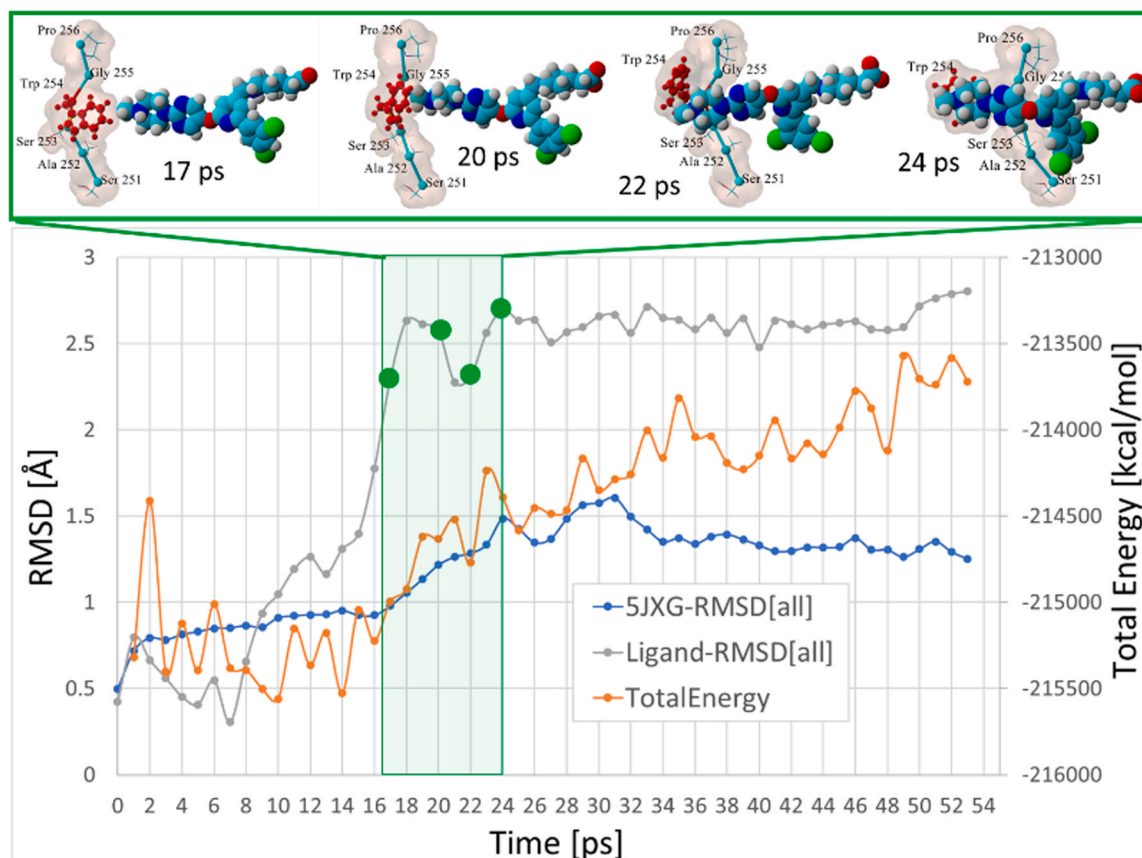 Pro 256
Trp 254
Gly 255
Ser 253
Ala 252
Ser 251
17 ps
Pro 256
Trp 254
Gly 255
Ser 253
Ala 252
Ser 251
20 ps
Pro 256
Trp 254
Gly 255
Ser 253
Ala 252
Ser 251
22 ps
Pro 256
Trp 254
Gly 255
Ser 253
Ala 252
Ser 251
24 ps
3
2.5
2
1.5
1
0.5
0
RMSD [Å]
-213000
-213500
-214000
-214500
-215000
-215500
-216000
Total Energy [kcal/mol]
5JXG-RMSD[all]
Ligand-RMSD[all]
TotalEnergy
0 2 4 6 8 10 12 14 16 18 20 22 24 26 28 30 32 34 36 38 40 42 44 46 48 50 52 54
Time [ps]